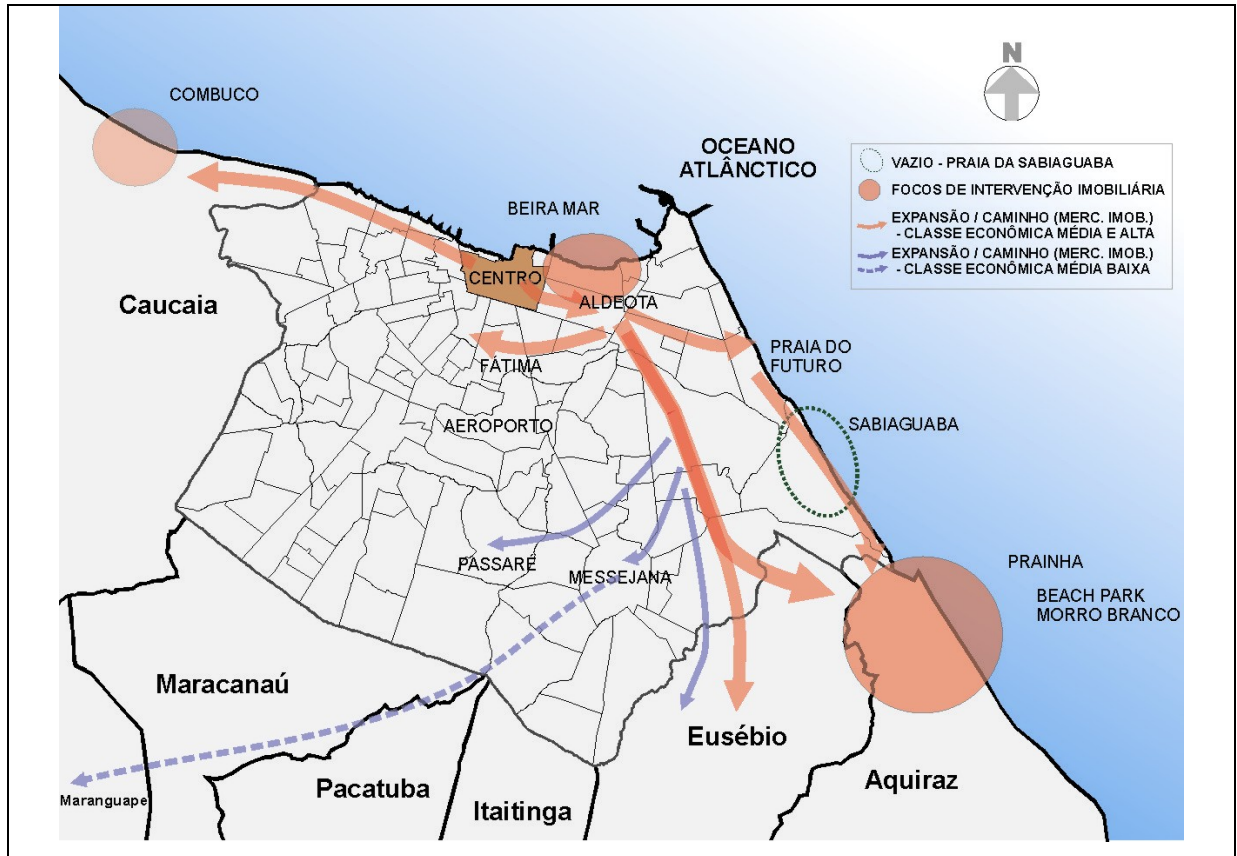 N
COMBUCO
OCEANO
ATLÂNCTICO
VAZIO - PRAIA DA SABIAGUABA
FOCOS DE INTERVENÇÃO IMOBILIÁRIA
EXPANSÃO / CAMINHO (MERC. IMOB.)
- CLASSE ECONÔMICA MÉDIA E ALTA
EXPANSÃO / CAMINHO (MERC. IMOB.)
- CLASSE ECONÔMICA MÉDIA BAIXA
BEIRA MAR
CENTRO
ALDEOTA
Caucaia
PRAIA DO
FUTURO
FÁTIMA
AEROPORTO
SABIAGUABA
PASSARÉ
MESSEJANA
PRAINHA
BEACH PARK
MORRO BRANCO
Maracanaú
Eusébio
Pacatuba
Aquiraz
Maranguape
Itaitinga